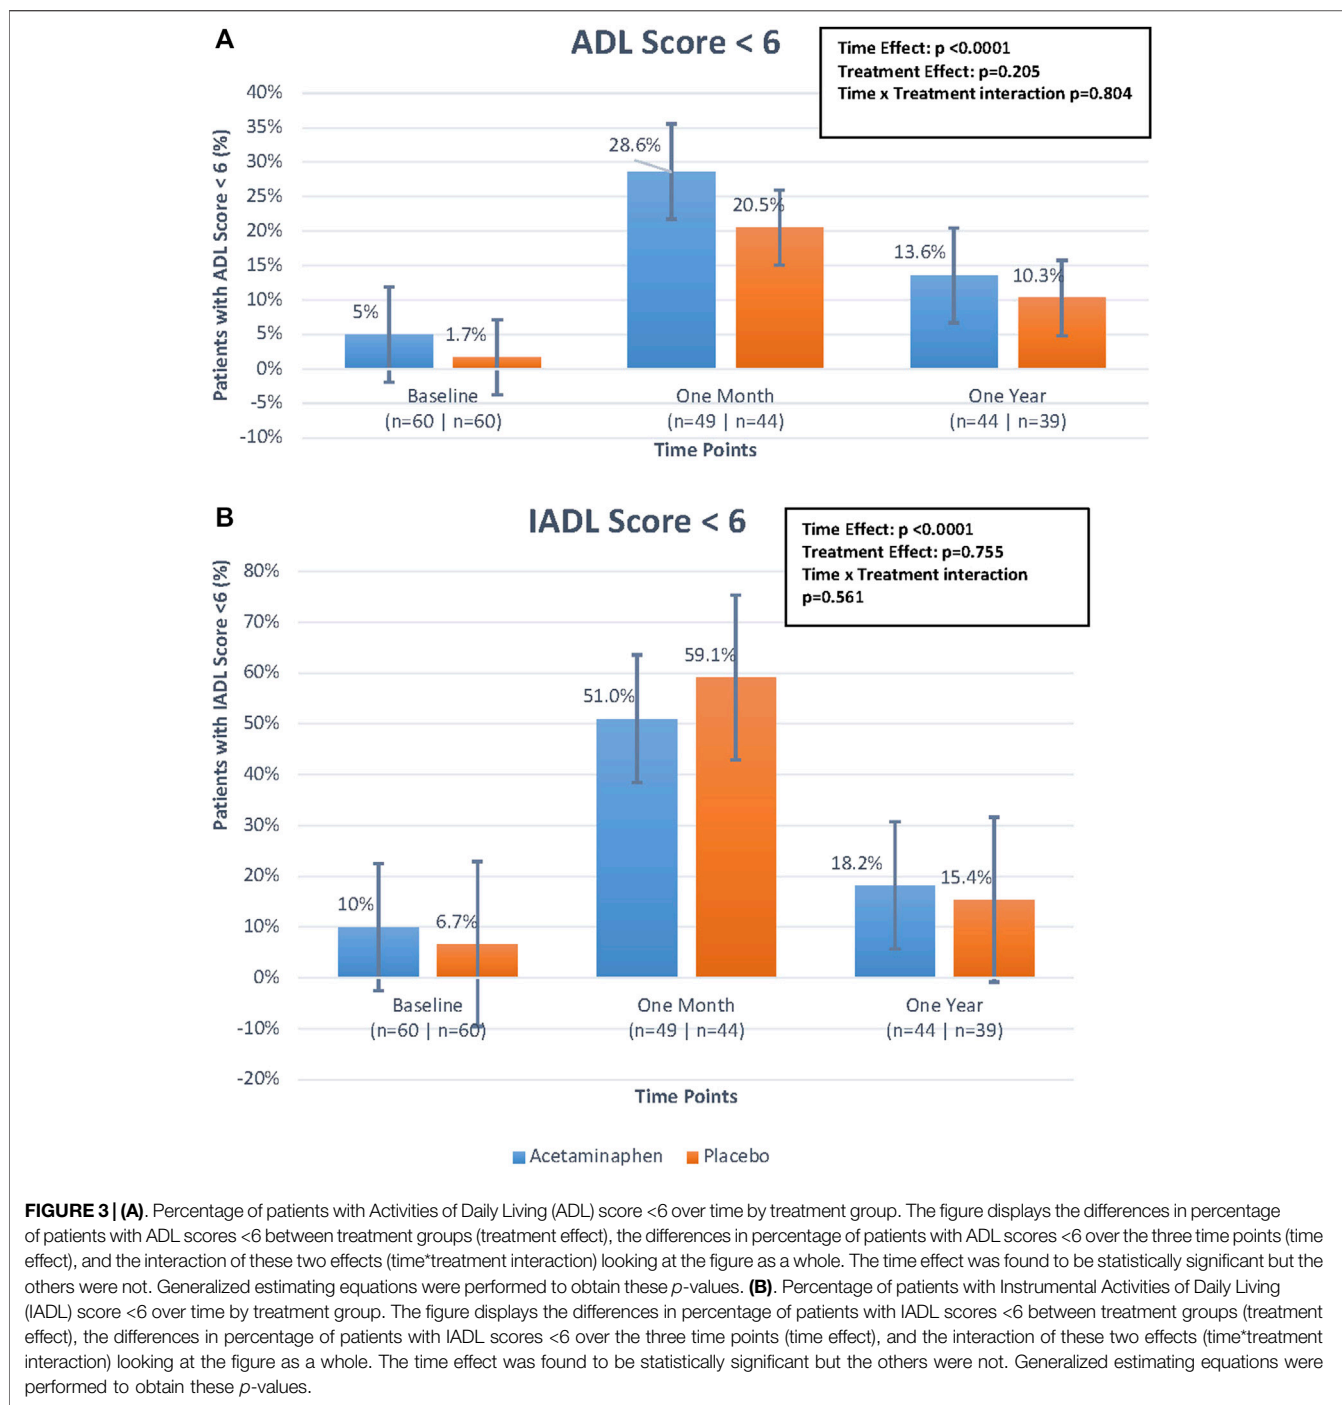 A
ADL Score < 6
Time Effect: p <0.0001
Treatment Effect: p=0.205
Time x Treatment interaction p=0.804
Patients with ADL Score < 6 (%)
40%
35%
30%
25%
20%
15%
10%
5%
0%
-5%
-10%
5%
1.7%
28.6%
20.5%
13.6%
10.3%
Baseline
(n=60 | n=60)
One Month
(n=49 | n=44)
One Year
(n=44 | n=39)
Time Points
B
IADL Score < 6
Time Effect: p <0.0001
Treatment Effect: p=0.755
Time x Treatment interaction
p=0.561
Patients with IADL Score <6 (%)
80%
70%
60%
50%
40%
30%
20%
10%
0%
-10%
-20%
10%
6.7%
51.0%
59.1%
18.2%
15.4%
Baseline
(n=60 | n=60)
One Month
(n=49 | n=44)
One Year
(n=44 | n=39)
Time Points
Acetaminaphen Placebo
FIGURE 3 | (A). Percentage of patients with Activities of Daily Living (ADL) score <6 over time by treatment group. The figure displays the differences in percentage
of patients with ADL scores <6 between treatment groups (treatment effect), the differences in percentage of patients with ADL scores <6 over the three time points (time
effect), and the interaction of these two effects (time*treatment interaction) looking at the figure as a whole. The time effect was found to be statistically significant but the
others were not. Generalized estimating equations were performed to obtain these p-values. (B). Percentage of patients with Instrumental Activities of Daily Living
(IADL) score <6 over time by treatment group. The figure displays the differences in percentage of patients with IADL scores <6 between treatment groups (treatment
effect), the differences in percentage of patients with IADL scores <6 over the three time points (time effect), and the interaction of these two effects (time*treatment
interaction) looking at the figure as a whole. The time effect was found to be statistically significant but the others were not. Generalized estimating equations were
performed to obtain these p-values.